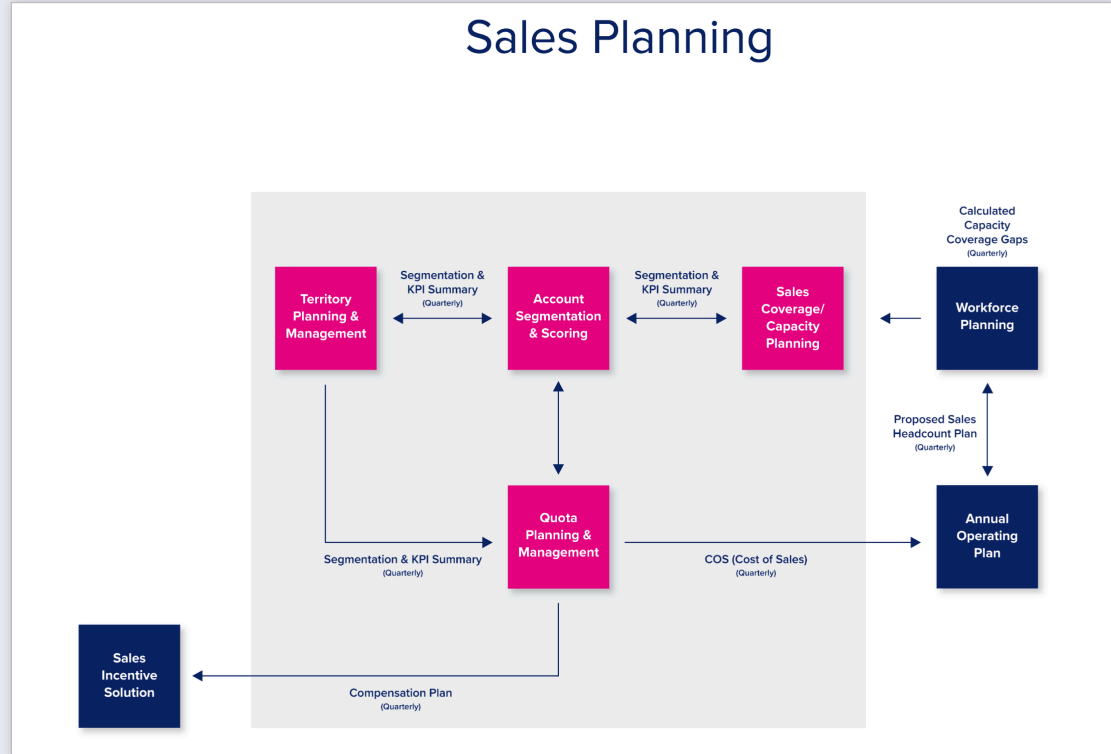 Sales Planning
Calculated
Capacity
Coverage Gaps
(Quarterly)
Territory
Planning &
Management
Segmentation &
KPI Summary
(Quarterly)
Account
Segmentation
& Scoring
Segmentation &
KPI Summary
(Quarterly)
Sales
Coverage/
Capacity
Planning
Workforce
Planning
Proposed Sales
Headcount Plan
(Quarterly)
Quota
Planning &
Management
Annual
Operating
Plan
Segmentation & KPI Summary
(Quarterly)
COS (Cost of Sales)
(Quarterly)
Sales
Incentive
Solution
Compensation Plan
(Quarterly)